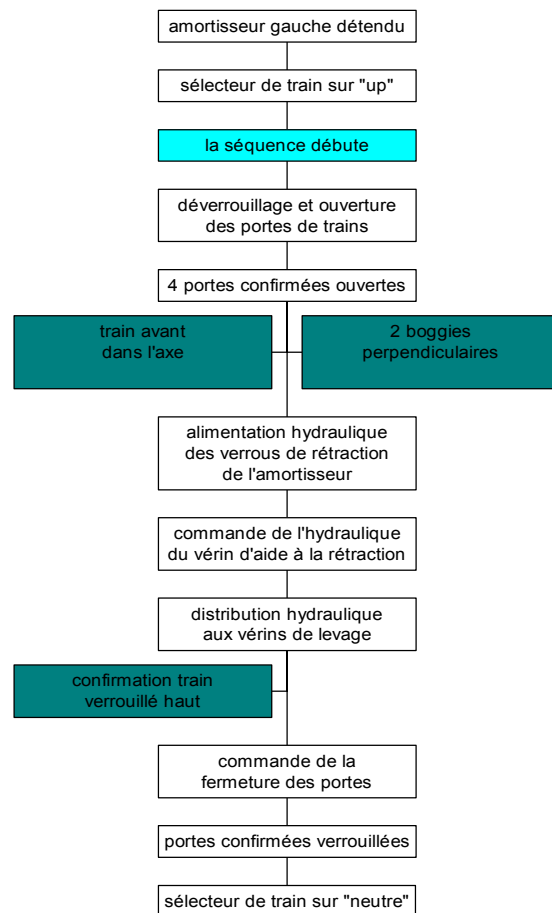 amortisseur gauche détendu
sélecteur de train sur "up"
la séquence débute
déverrouillage et ouverture
des portes de trains
4 portes confirmées ouvertes
train avant
dans l'axe
2 boggies
perpendiculaires
alimentation hydraulique
des verrous de rétraction
de l'amortisseur
commande de l'hydraulique
du vérin d'aide à la rétraction
distribution hydraulique
aux vérins de levage
confirmation train
verrouillé haut
commande de la
fermeture des portes
portes confirmées verrouillées
sélecteur de train sur "neutre"